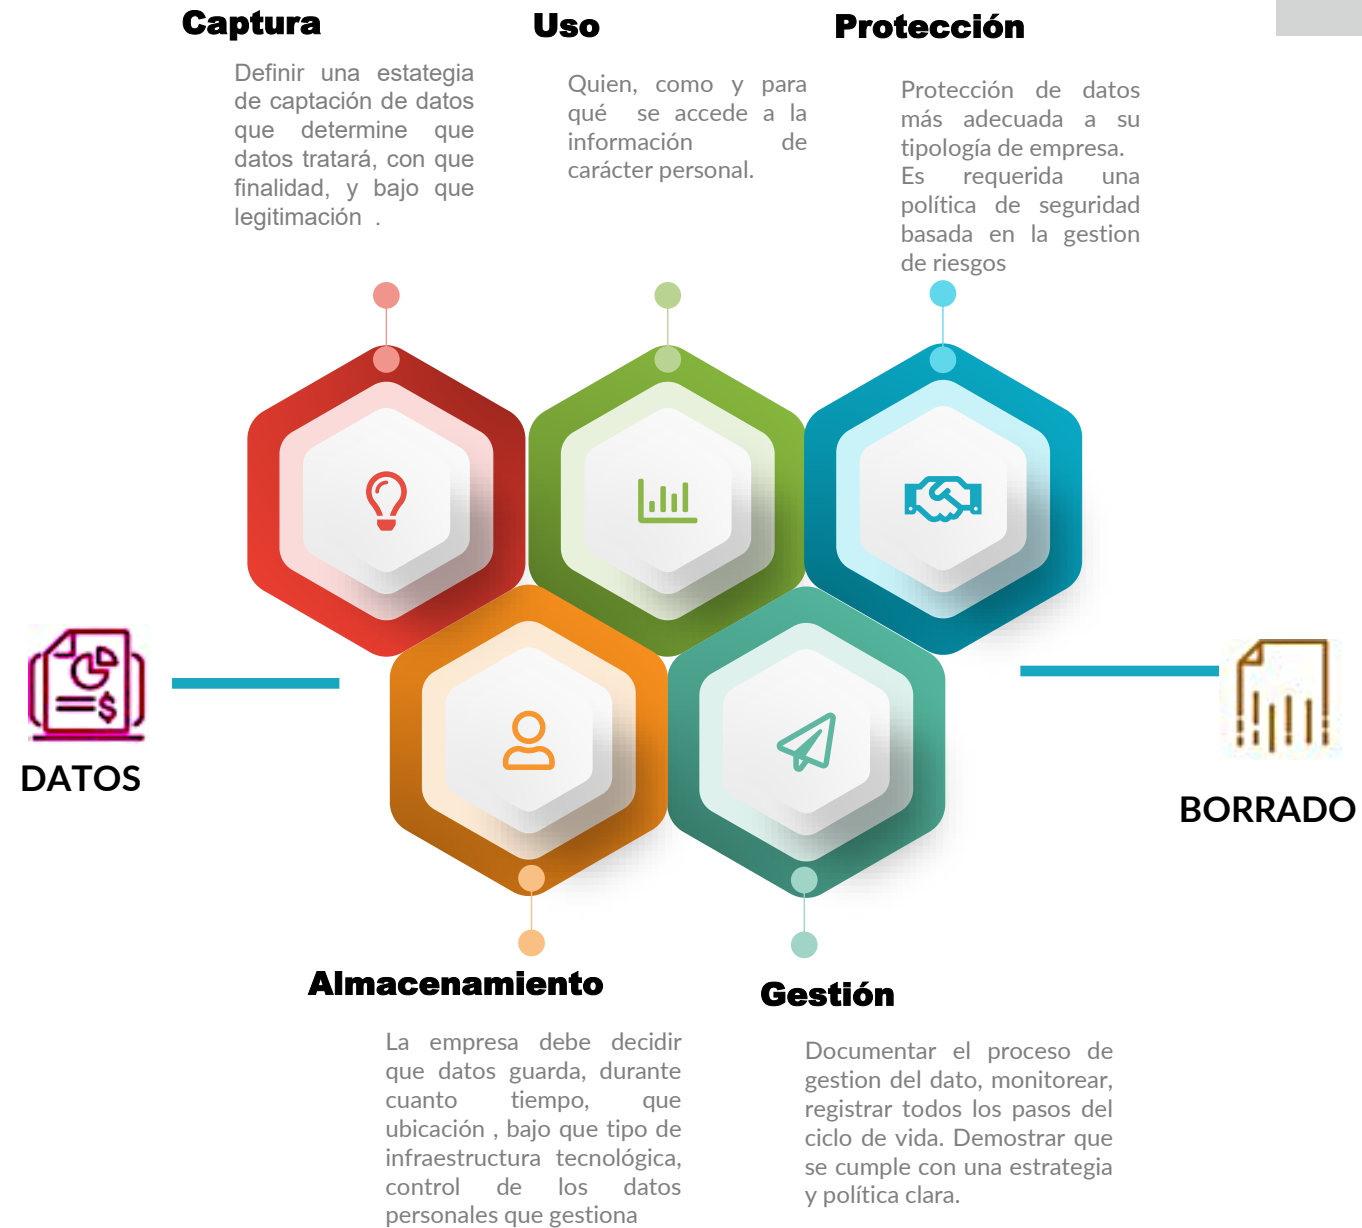 Captura
Definir una estategia
de captación de datos
que determine que
datos tratará, con que
finalidad, y bajo que
legitimación .
Uso
Quien, como y para
qué se accede a la
información de
carácter personal.
Protección
Protección de datos
más adecuada a su
tipología de empresa.
Es requerida una
política de seguridad
basada en la gestion
de riesgos
$
DATOS
BORRADO
Almacenamiento
La empresa debe decidir
que datos guarda, durante
cuanto tiempo, que
ubicación , bajo que tipo de
infraestructura tecnológica,
control de los datos
personales que gestiona
Gestión
Documentar el proceso de
gestion del dato, monitorear,
registrar todos los pasos del
ciclo de vida. Demostrar que
se cumple con una estrategia
y política clara.